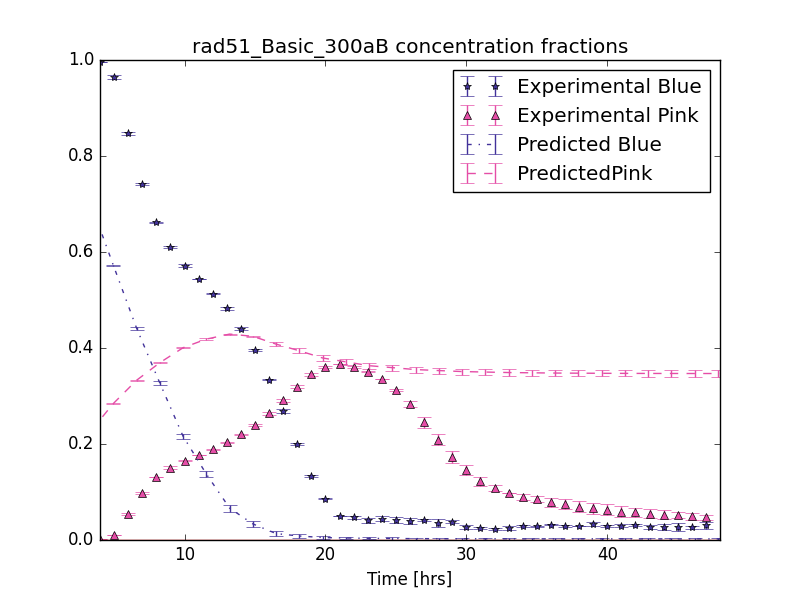 rad51_Basic_300aB concentration fractions
1.0
0.8
0.6
0.4
0.2
0.0
Experimental Blue
Experimental Pink
Predicted Blue
PredictedPink
10 20 30 40
Time [hrs]